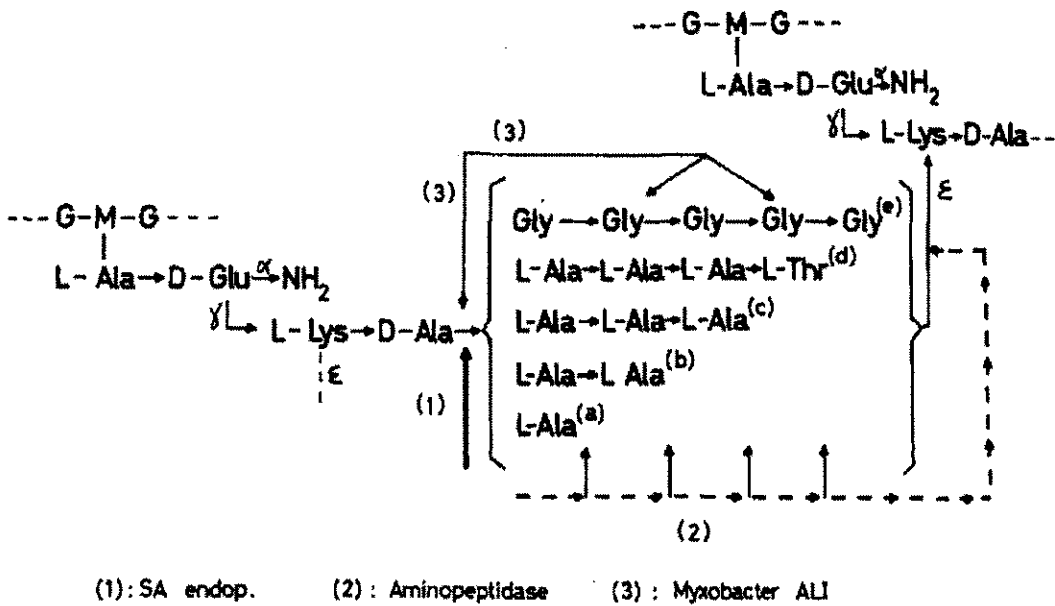 ---G-M-G---
L-Ala→D-Glu α→NH₂
γ L-Lys→D-Ala--
(3)
(3)
ε
---G-M-G---
Gly→Gly→Gly→Gly→Gly(e)
L-Ala→L-Ala→L-Ala→L-Thr(d)
L-Ala→D-Glu α→NH₂
γ L-Lys→D-Ala→
L-Ala→L-Ala→L-Ala(c)
ε
L-Ala→L Ala(b)
(1)
L-Ala(a)
(2)
(1): SA endop. (2): Aminopeptidase (3): Myxobacter ALI